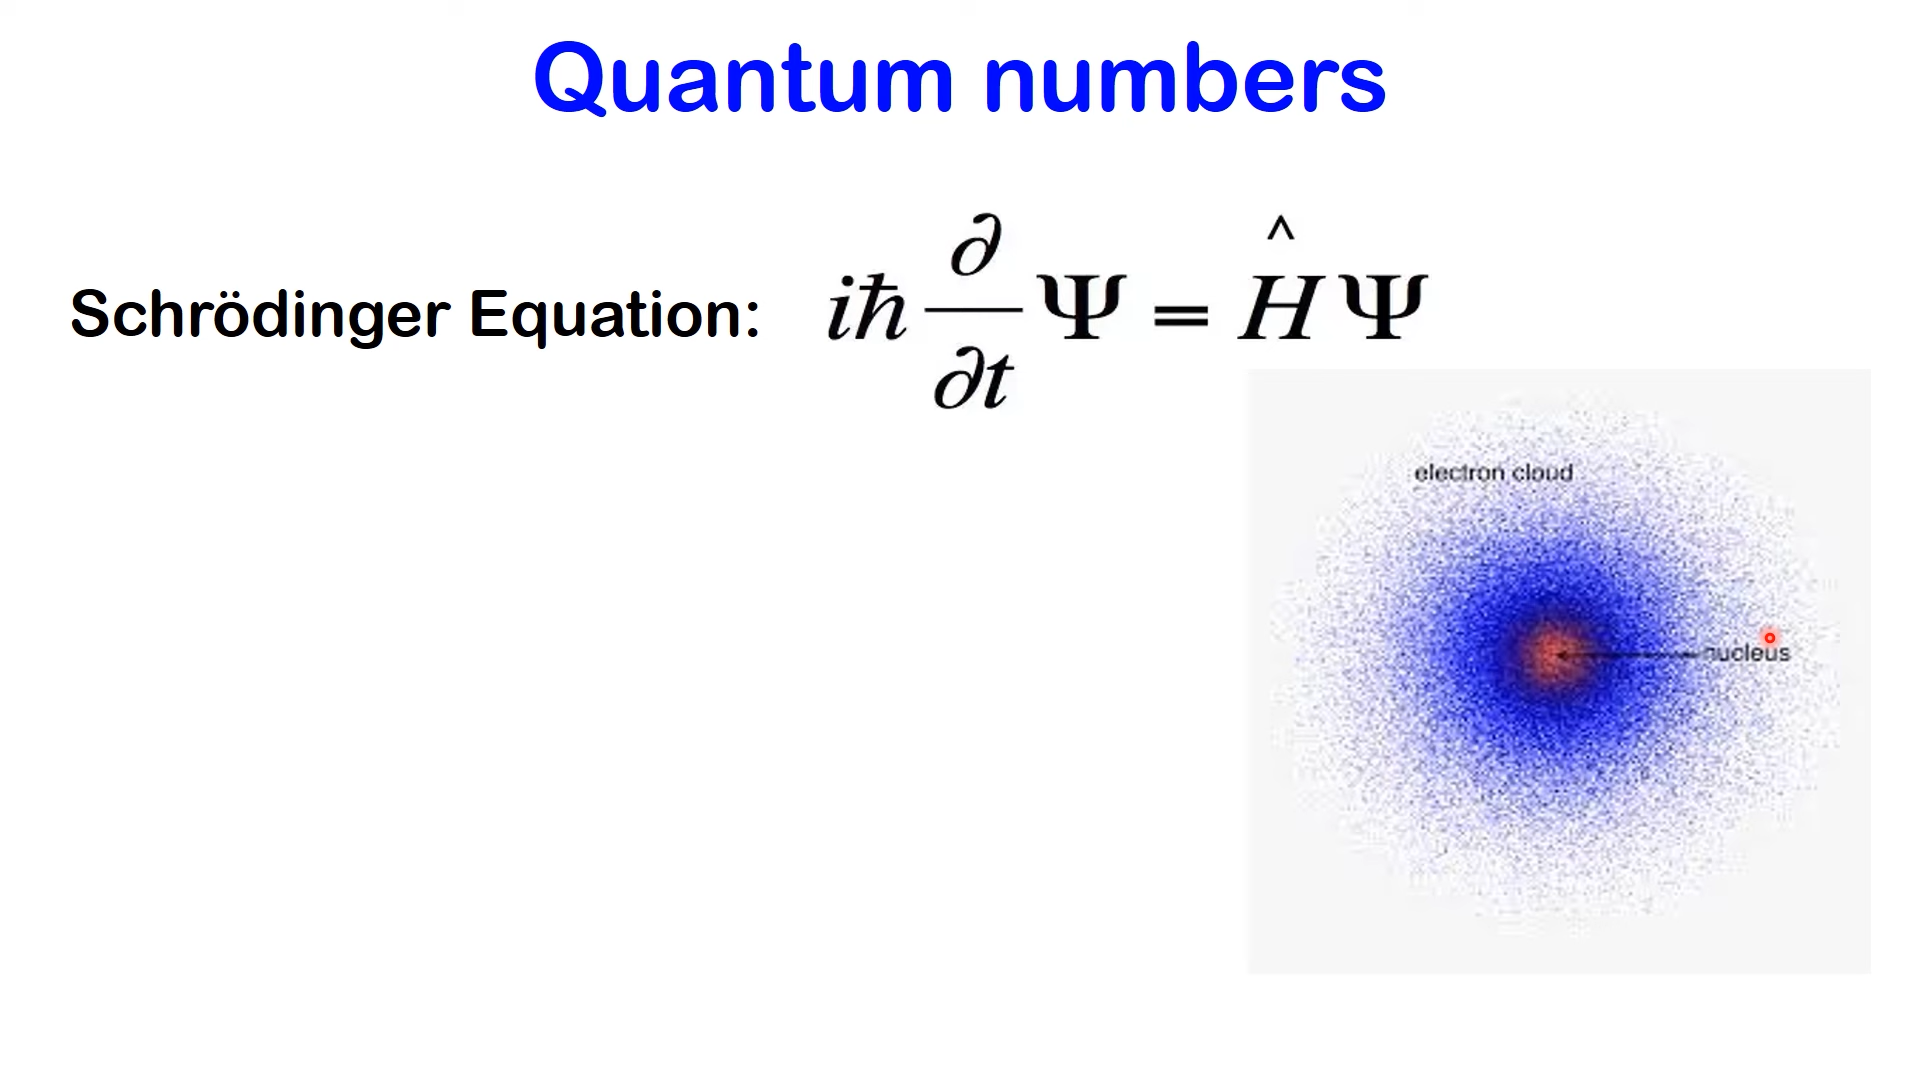 Quantum numbers
Schrödinger Equation: iħ ∂/∂t Ψ = Ĥ Ψ
electron cloud
nucleus